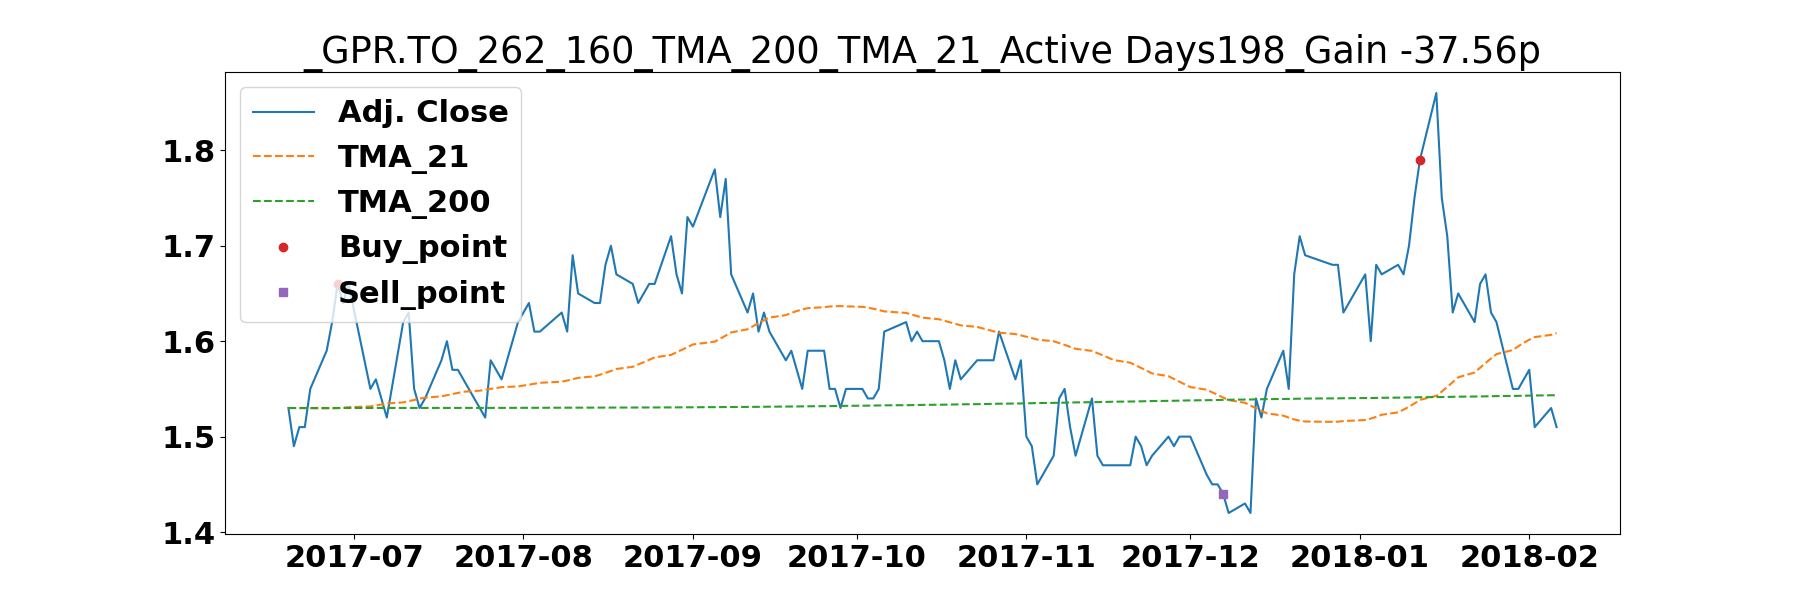 _GPR.TO_262_160_TMA_200_TMA_21_Active Days198_Gain -37.56p
Adj. Close
TMA_21
TMA_200
Buy_point
Sell_point
1.8
1.7
1.6
1.5
1.4
2017-07 2017-08 2017-09 2017-10 2017-11 2017-12 2018-01 2018-02